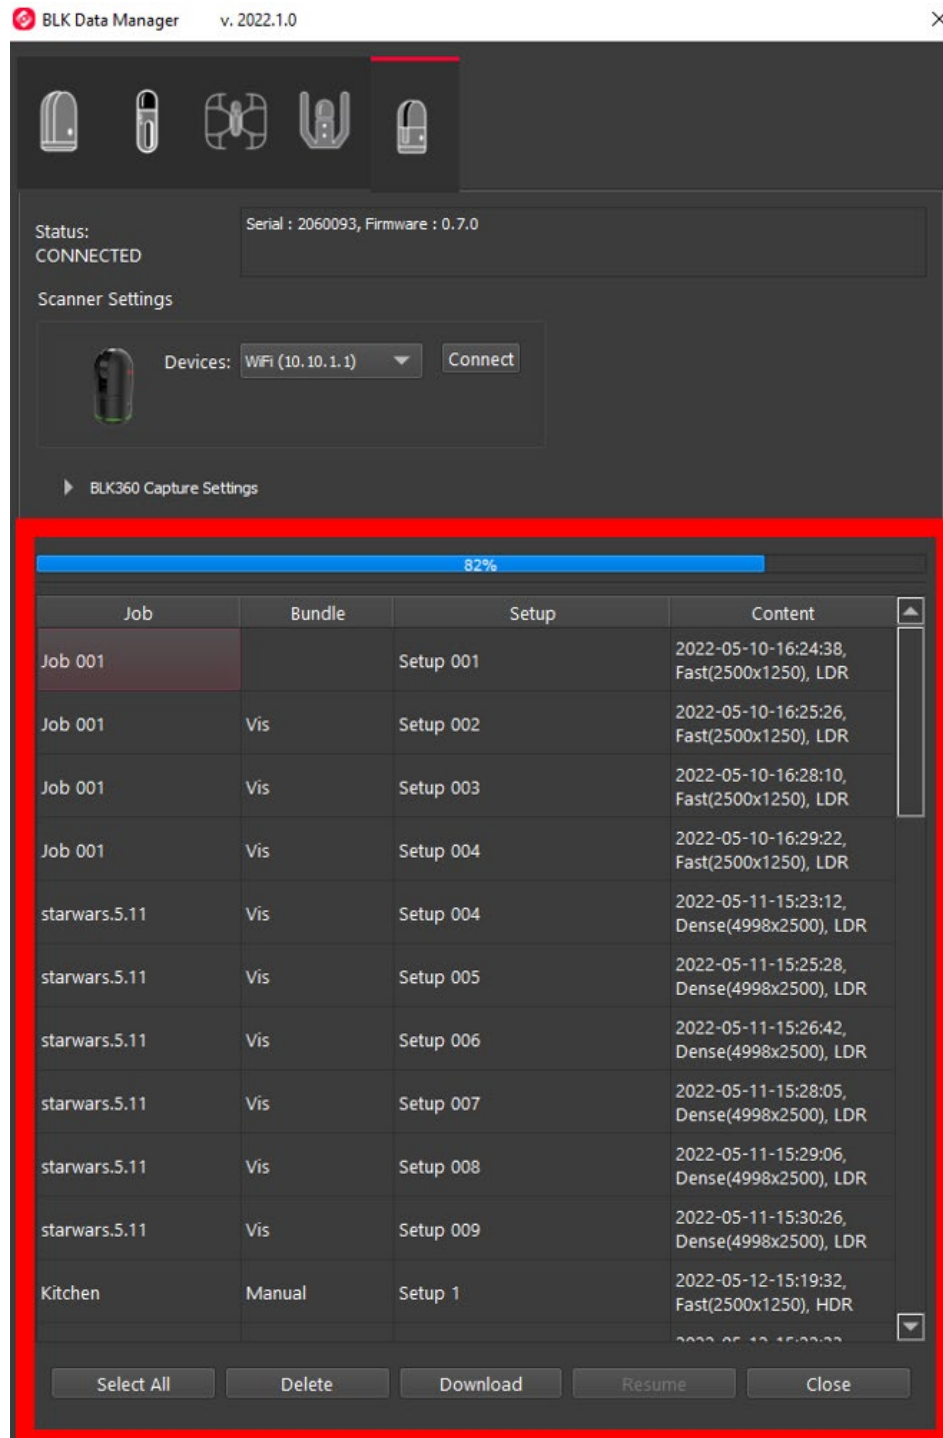 BLK Data Manager v. 2022.1.0
Status:
CONNECTED
Serial : 2060093, Firmware : 0.7.0
Scanner Settings
Devices: WiFi (10.10.1.1) Connect
BLK360 Capture Settings
82%
Job Bundle Setup Content
Job 001 Setup 001 2022-05-10-16:24:38,
Fast(2500x1250), LDR
Job 001 Vis Setup 002 2022-05-10-16:25:26,
Fast(2500x1250), LDR
Job 001 Vis Setup 003 2022-05-10-16:28:10,
Fast(2500x1250), LDR
Job 001 Vis Setup 004 2022-05-10-16:29:22,
Fast(2500x1250), LDR
starwars.5.11 Vis Setup 004 2022-05-11-15:23:12,
Dense(4998x2500), LDR
starwars.5.11 Vis Setup 005 2022-05-11-15:25:28,
Dense(4998x2500), LDR
starwars.5.11 Vis Setup 006 2022-05-11-15:26:42,
Dense(4998x2500), LDR
starwars.5.11 Vis Setup 007 2022-05-11-15:28:05,
Dense(4998x2500), LDR
starwars.5.11 Vis Setup 008 2022-05-11-15:29:06,
Dense(4998x2500), LDR
starwars.5.11 Vis Setup 009 2022-05-11-15:30:26,
Dense(4998x2500), LDR
Kitchen Manual Setup 1 2022-05-12-15:19:32,
Fast(2500x1250), HDR
Select All Delete Download Resume Close